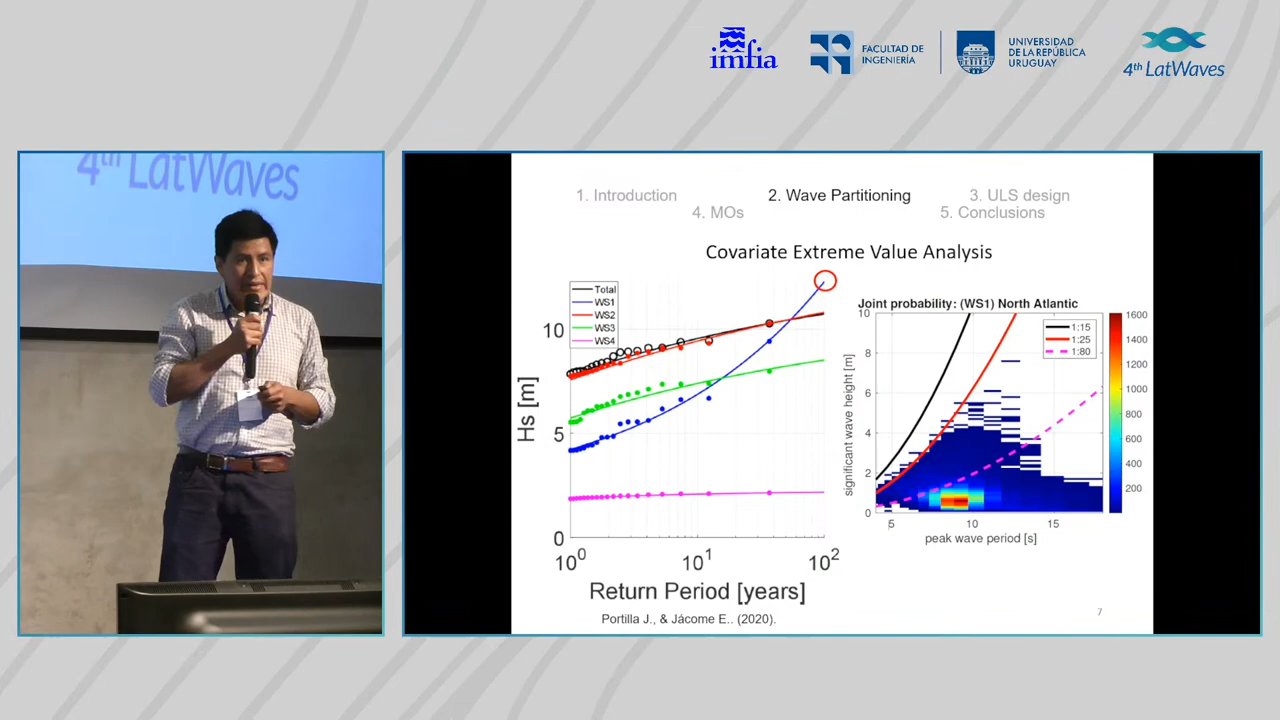 imfia
FACULTAD DE
INGENIERÍA
UNIVERSIDAD
DE LA REPÚBLICA
URUGUAY
4th LatWaves
4th LatWaves
1. Introduction
2. Wave Partitioning
3. ULS design
4. MOs
5. Conclusions
Covariate Extreme Value Analysis
Total
WS1
WS2
WS3
WS4
10
5
0
Hs [m]
10^0
10^1
10^2
Return Period [years]
Portilla J., & Jácome E.. (2020).
Joint probability: (WS1) North Atlantic
1:15
1:25
1:80
10
8
6
4
2
0
significant wave height [m]
5
10
15
peak wave period [s]
1600
1400
1200
1000
800
600
400
200
7